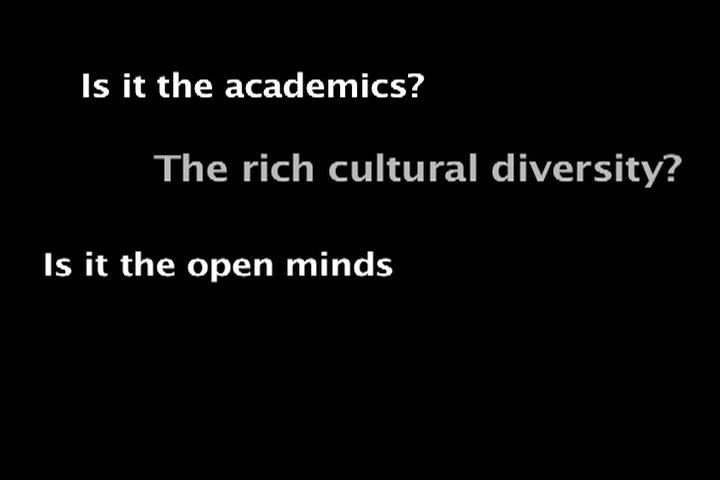 Is it the academics?
The rich cultural diversity?
Is it the open minds